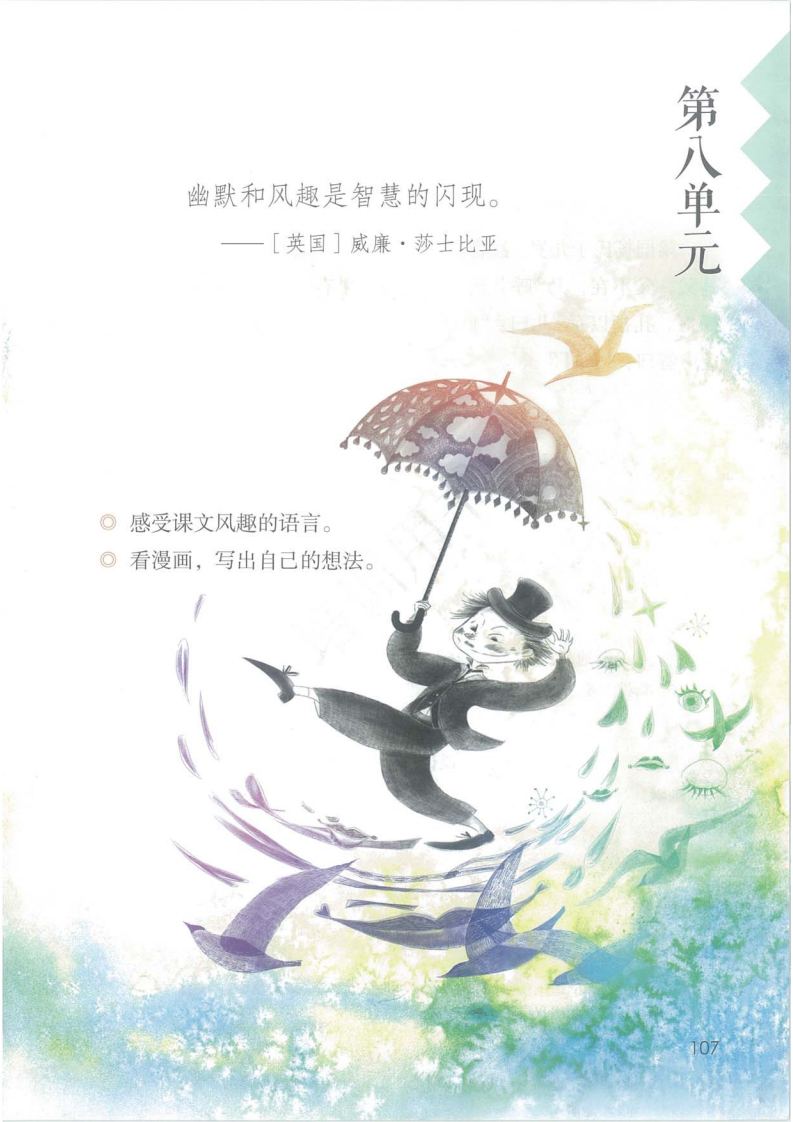 第八单元
幽默和风趣是智慧的闪现。
——[英国]威廉·莎士比亚
◎ 感受课文风趣的语言。
◎ 看漫画，写出自己的想法。
107